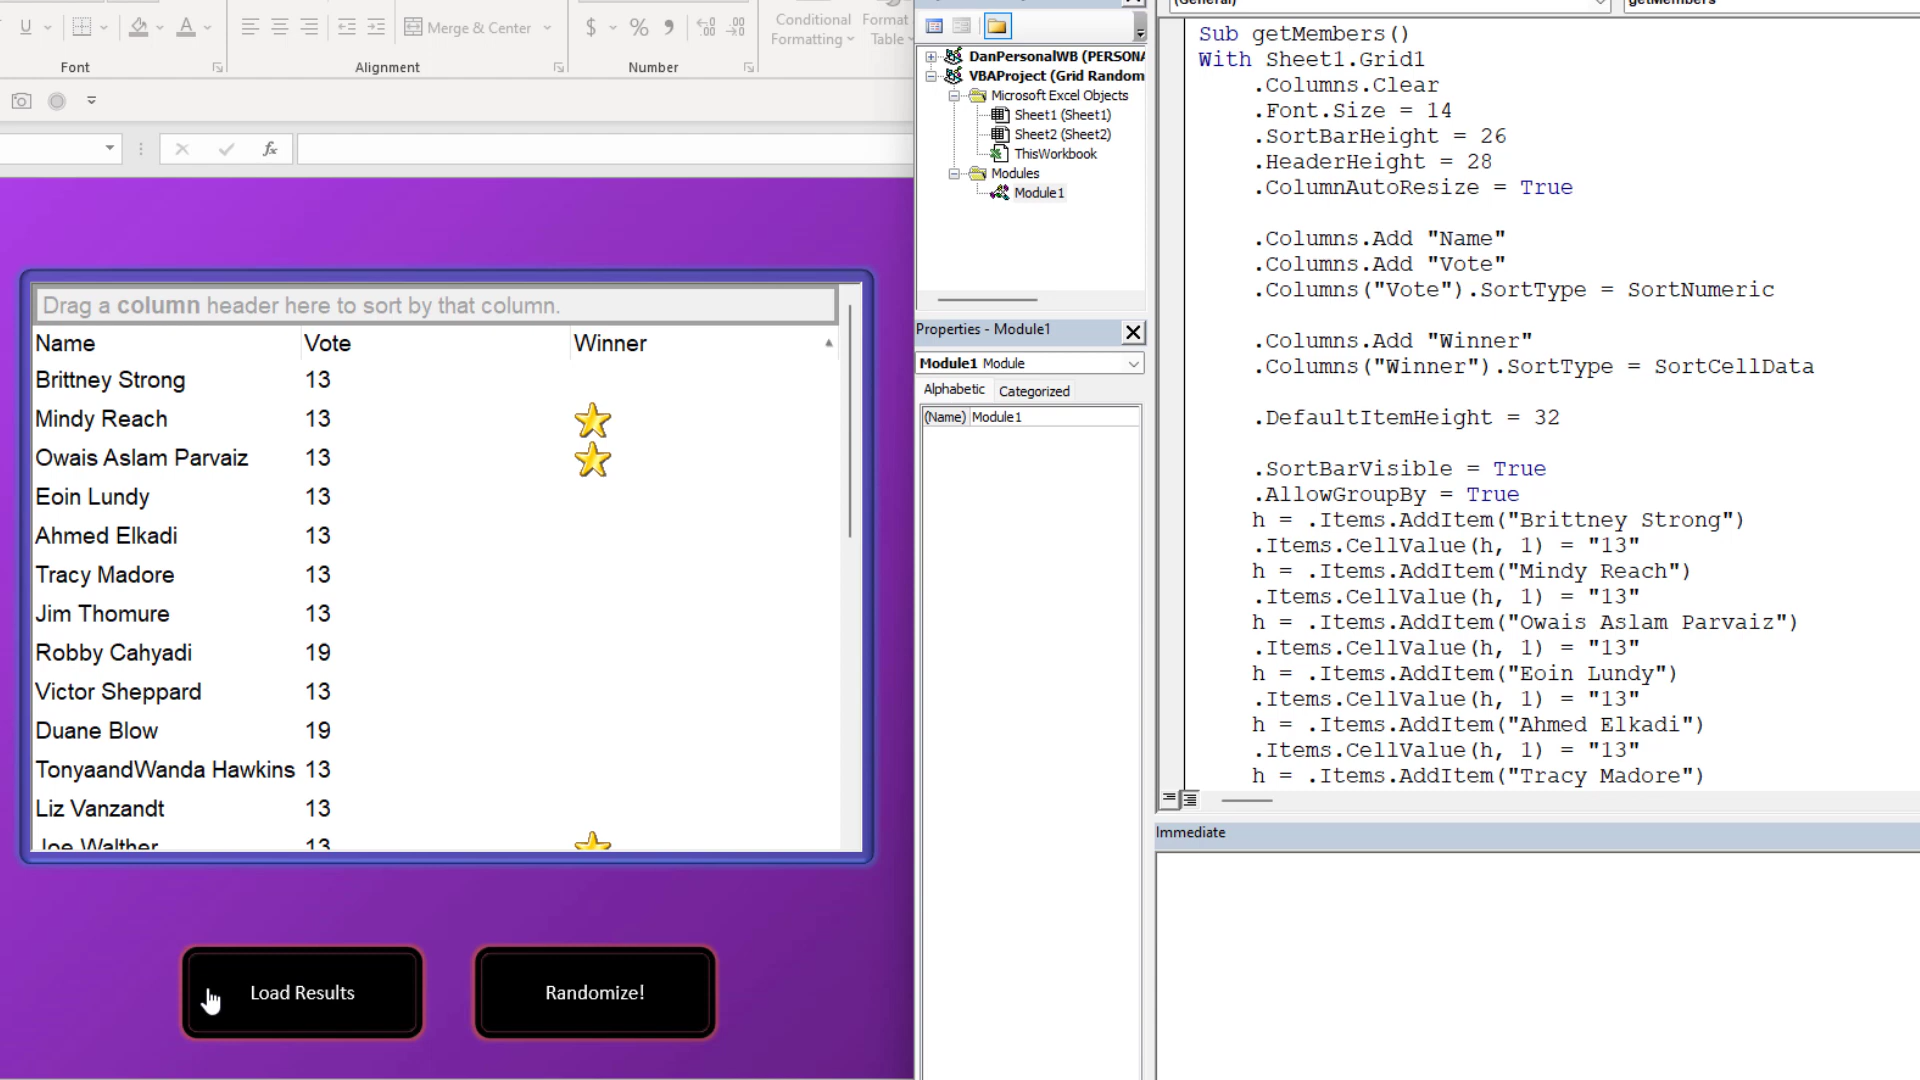 U
A
Merge & Center
$ % 9
Conditional
Formatting
Format
Table
Font
Alignment
Number
fx
Drag a column header here to sort by that column.
Name Vote Winner
Brittney Strong 13
Mindy Reach 13
Owais Aslam Parvaiz 13
Eoin Lundy 13
Ahmed Elkadi 13
Tracy Madore 13
Jim Thomure 13
Robby Cahyadi 19
Victor Sheppard 13
Duane Blow 19
TonyaandWanda Hawkins 13
Liz Vanzandt 13
Joe Walther 13
Load Results
Randomize!
DanPersonalWB (PERSONA
VBAProject (Grid Random
Microsoft Excel Objects
Sheet1 (Sheet1)
Sheet2 (Sheet2)
ThisWorkbook
Modules
Module1
Properties - Module1
Module1 Module
Alphabetic Categorized
(Name) Module1
(General) getMembers
Sub getMembers()
With Sheet1.Grid1
.Columns.Clear
.Font.Size = 14
.SortBarHeight = 26
.HeaderHeight = 28
.ColumnAutoResize = True
.Columns.Add "Name"
.Columns.Add "Vote"
.Columns("Vote").SortType = SortNumeric
.Columns.Add "Winner"
.Columns("Winner").SortType = SortCellData
.DefaultItemHeight = 32
.SortBarVisible = True
.AllowGroupBy = True
h = .Items.AddItem("Brittney Strong")
.Items.CellValue(h, 1) = "13"
h = .Items.AddItem("Mindy Reach")
.Items.CellValue(h, 1) = "13"
h = .Items.AddItem("Owais Aslam Parvaiz")
.Items.CellValue(h, 1) = "13"
h = .Items.AddItem("Eoin Lundy")
.Items.CellValue(h, 1) = "13"
h = .Items.AddItem("Ahmed Elkadi")
.Items.CellValue(h, 1) = "13"
h = .Items.AddItem("Tracy Madore")
Immediate